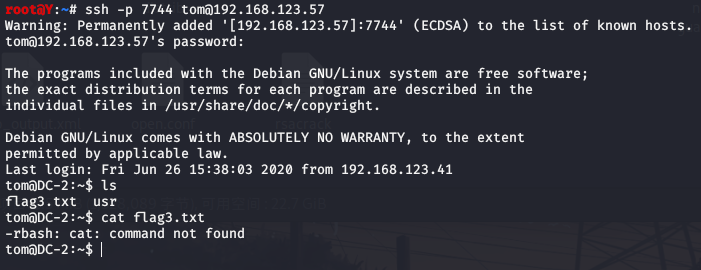 root@Y:~# ssh -p 7744 tom@192.168.123.57
Warning: Permanently added '[192.168.123.57]:7744' (ECDSA) to the list of known hosts.
tom@192.168.123.57's password:

The programs included with the Debian GNU/Linux system are free software;
the exact distribution terms for each program are described in the
individual files in /usr/share/doc/*/copyright.

Debian GNU/Linux comes with ABSOLUTELY NO WARRANTY, to the extent
permitted by applicable law.
Last login: Fri Jun 26 15:38:03 2020 from 192.168.123.41
tom@DC-2:~$ ls
flag3.txt  usr
tom@DC-2:~$ cat flag3.txt
-rbash: cat: command not found
tom@DC-2:~$